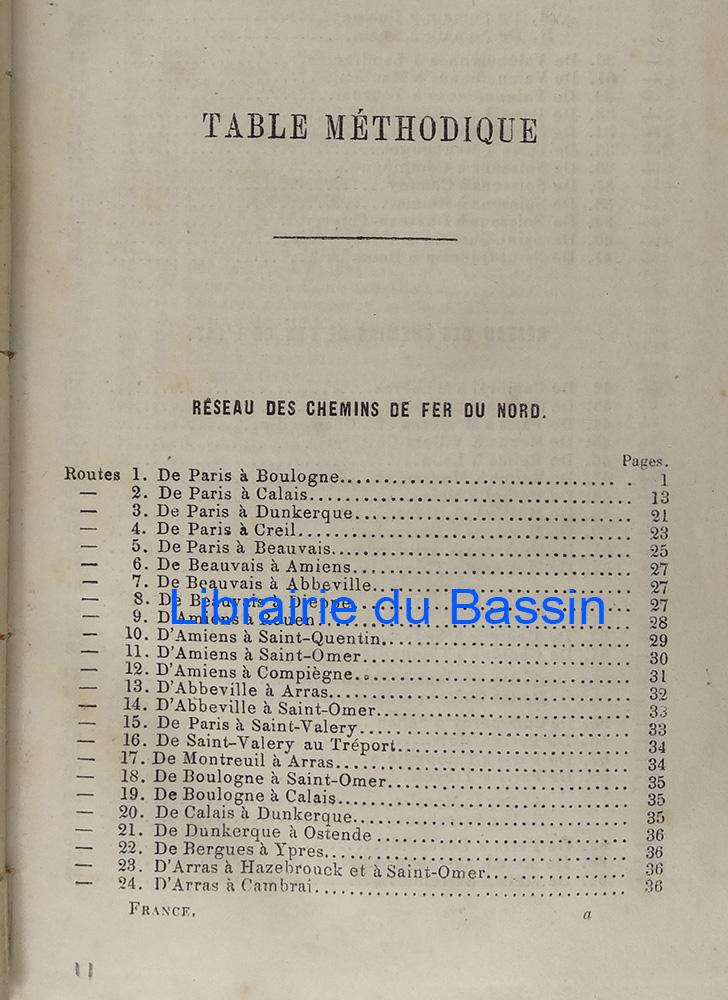 TABLE MÉTHODIQUE
RÉSEAU DES CHEMINS DE FER DU NORD.
Pages.
Routes 1. De Paris à Boulogne 1
— 2. De Paris à Calais 13
— 3. De Paris à Dunkerque 21
— 4. De Paris à Creil 23
— 5. De Paris à Beauvais 25
— 6. De Beauvais à Amiens 27
— 7. De Beauvais à Abbeville 27
— 8. De Beauvais à Dieppe 27
— 9. D'Amiens à Rouen 28
Librairie du Bassin
— 10. D'Amiens à Saint-Quentin 29
— 11. D'Amiens à Saint-Omer 30
— 12. D'Amiens à Compiègne 31
— 13. D'Abbeville à Arras 32
— 14. D'Abbeville à Saint-Omer 33
— 15. De Paris à Saint-Valery 33
— 16. De Saint-Valery au Tréport 34
— 17. De Montreuil à Arras 34
— 18. De Boulogne à Saint-Omer 35
— 19. De Boulogne à Calais 35
— 20. De Calais à Dunkerque 35
— 21. De Dunkerque à Ostende 36
— 22. De Bergues à Ypres 36
— 23. D'Arras à Hazebrouck et à Saint-Omer 36
— 24. D'Arras à Cambrai 36
FRANCE. a